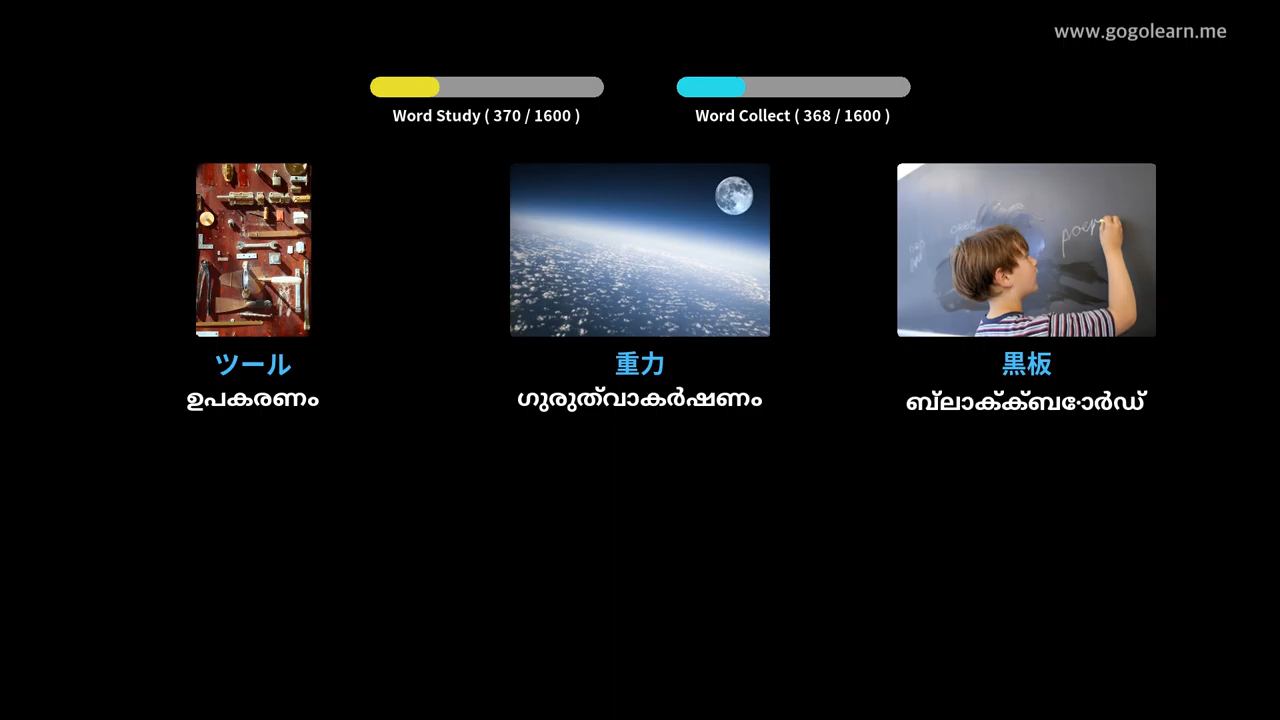 www.gogolearn.me
Word Study ( 370 / 1600 )
Word Collect ( 368 / 1600 )
poem
ツール
重力
黒板
ഉപകരണം
ഗുരുത്വാകർഷണം
ബ്ലാക്ക്ബോർഡ്